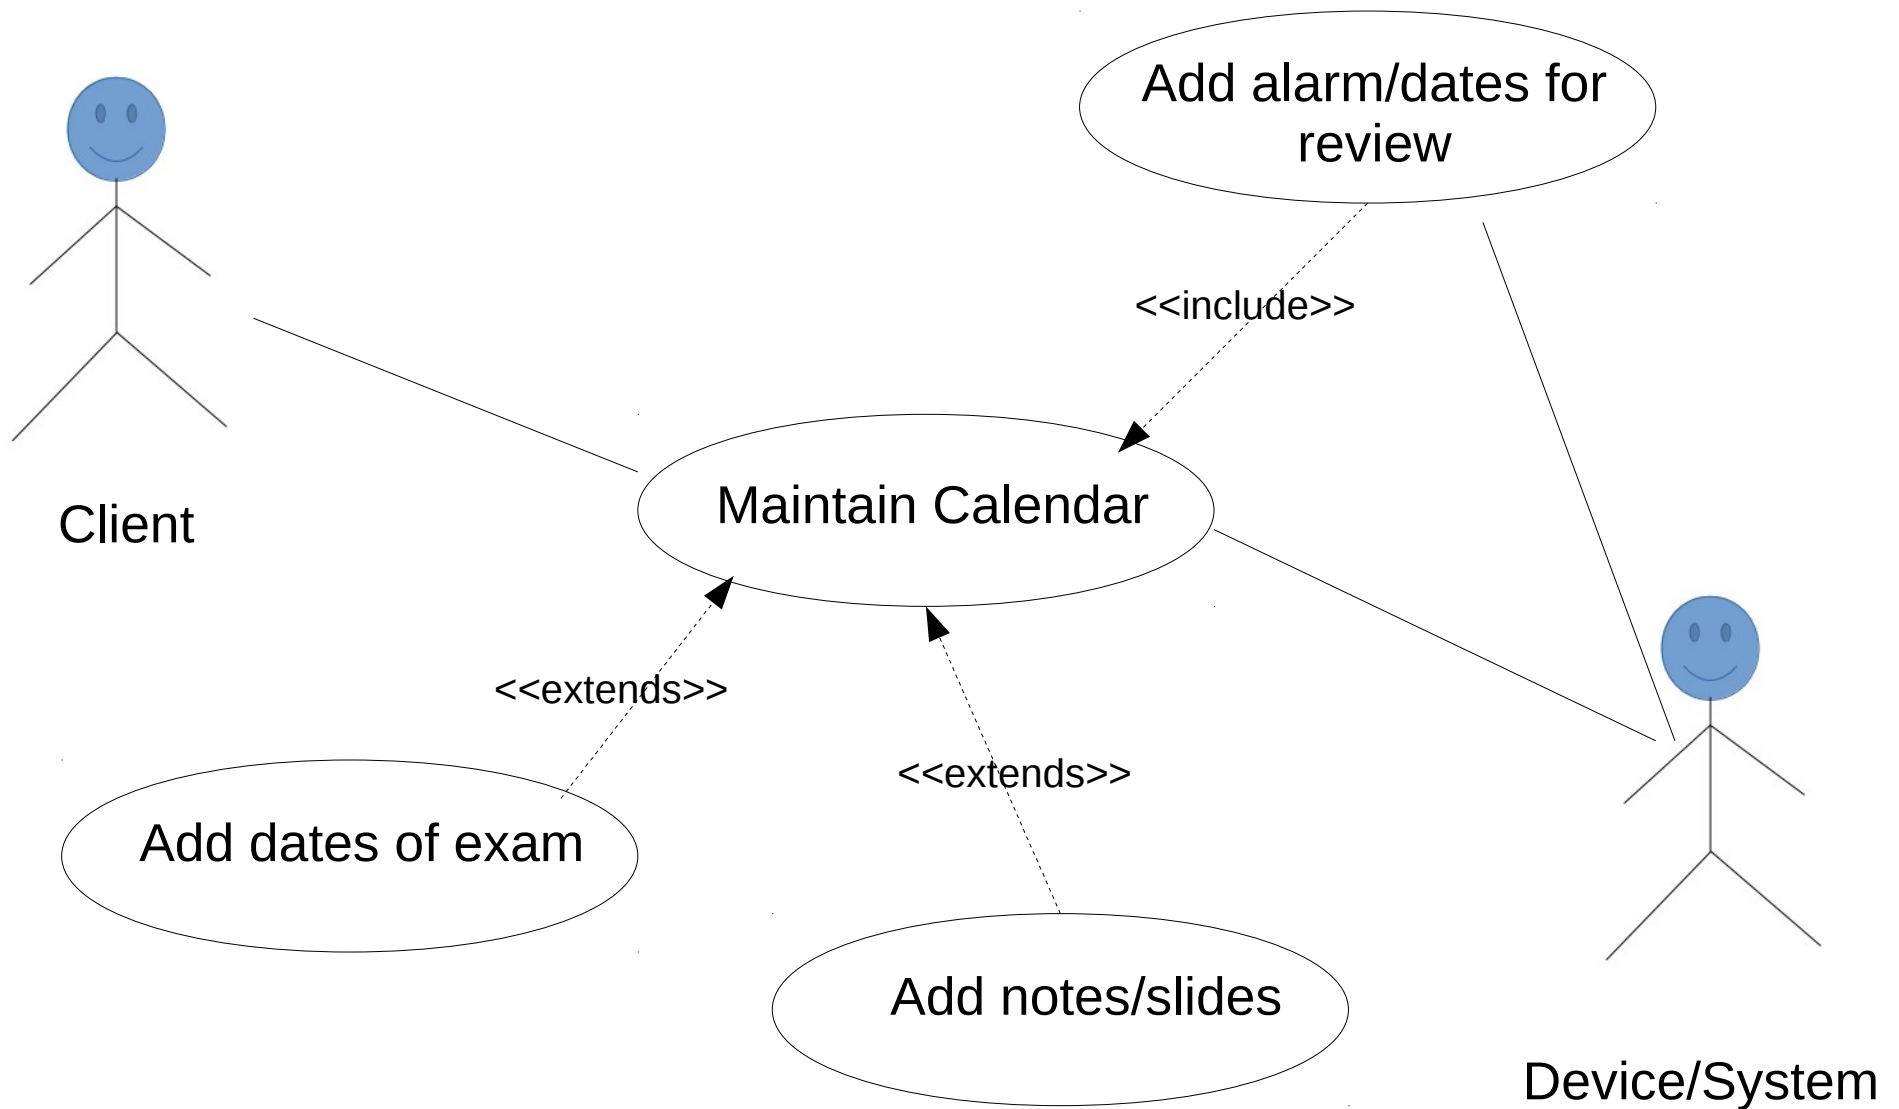 Add alarm/dates for
review
<<include>>
Client
Maintain Calendar
<<extends>>
<<extends>>
Add dates of exam
Add notes/slides
Device/System